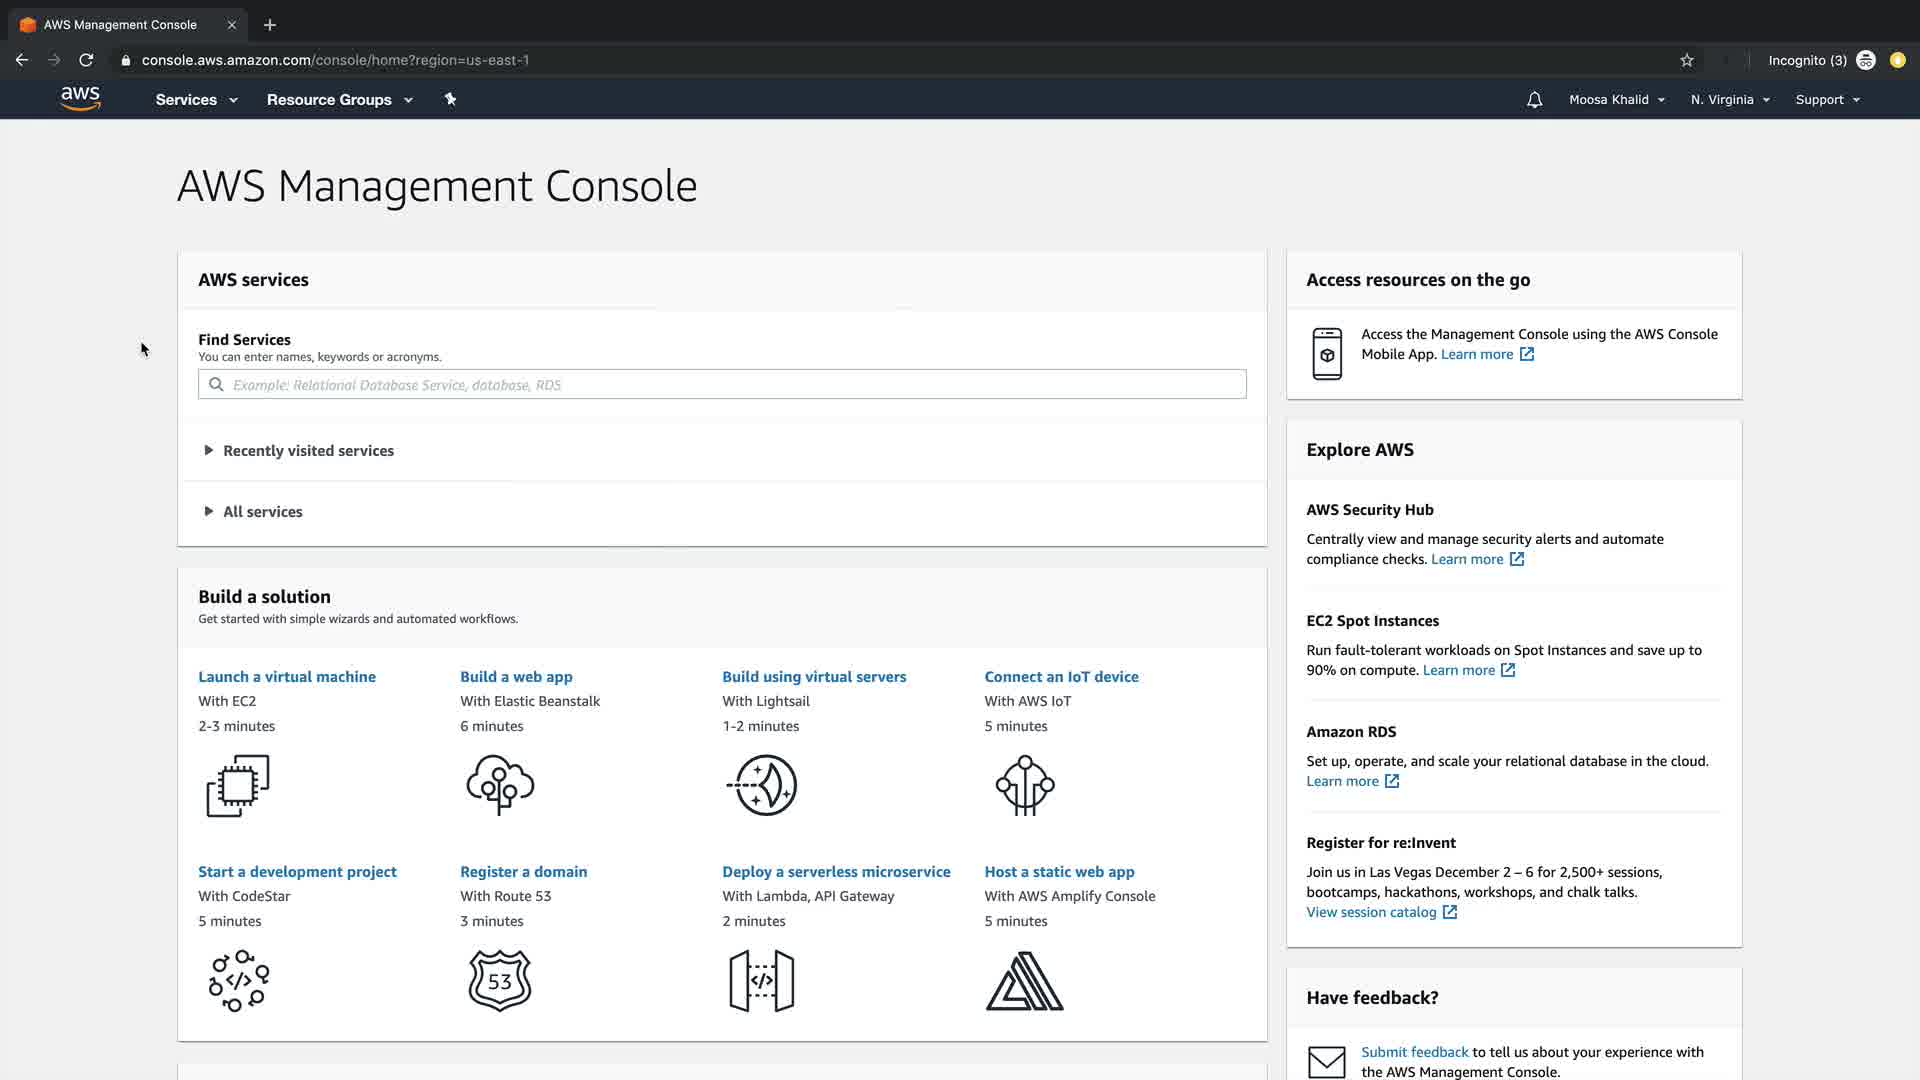 AWS Management Console
console.aws.amazon.com/console/home?region=us-east-1
Incognito (3)
aws
Services
Resource Groups
Moosa Khalid
N. Virginia
Support
AWS Management Console
AWS services
Find Services
You can enter names, keywords or acronyms.
Example: Relational Database Service, database, RDS
Recently visited services
All services
Build a solution
Get started with simple wizards and automated workflows.
Launch a virtual machine
With EC2
2-3 minutes
Build a web app
With Elastic Beanstalk
6 minutes
Build using virtual servers
With Lightsail
1-2 minutes
Connect an IoT device
With AWS IoT
5 minutes
Start a development project
With CodeStar
5 minutes
Register a domain
With Route 53
3 minutes
53
Deploy a serverless microservice
With Lambda, API Gateway
2 minutes
</>
Host a static web app
With AWS Amplify Console
5 minutes
Access resources on the go
Access the Management Console using the AWS Console
Mobile App. Learn more
Explore AWS
AWS Security Hub
Centrally view and manage security alerts and automate
compliance checks. Learn more
EC2 Spot Instances
Run fault-tolerant workloads on Spot Instances and save up to
90% on compute. Learn more
Amazon RDS
Set up, operate, and scale your relational database in the cloud.
Learn more
Register for re:Invent
Join us in Las Vegas December 2 – 6 for 2,500+ sessions,
bootcamps, hackathons, workshops, and chalk talks.
View session catalog
Have feedback?
Submit feedback to tell us about your experience with
the AWS Management Console.